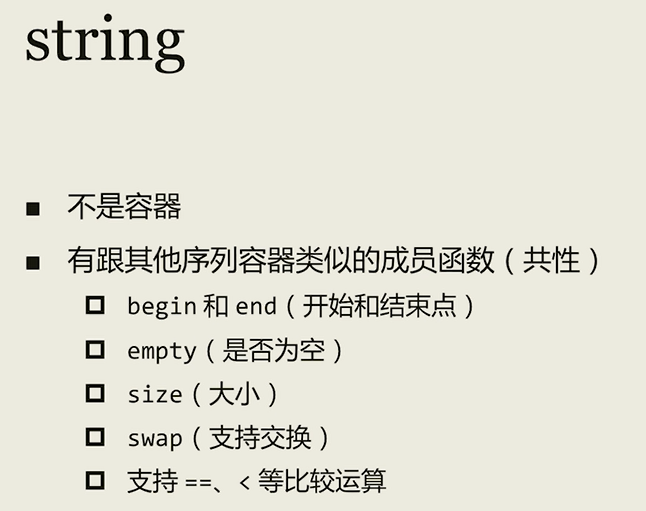 string
不是容器
有跟其他序列容器类似的成员函数（共性）
begin 和 end（开始和结束点）
empty（是否为空）
size（大小）
swap（支持交换）
支持 ==、< 等比较运算